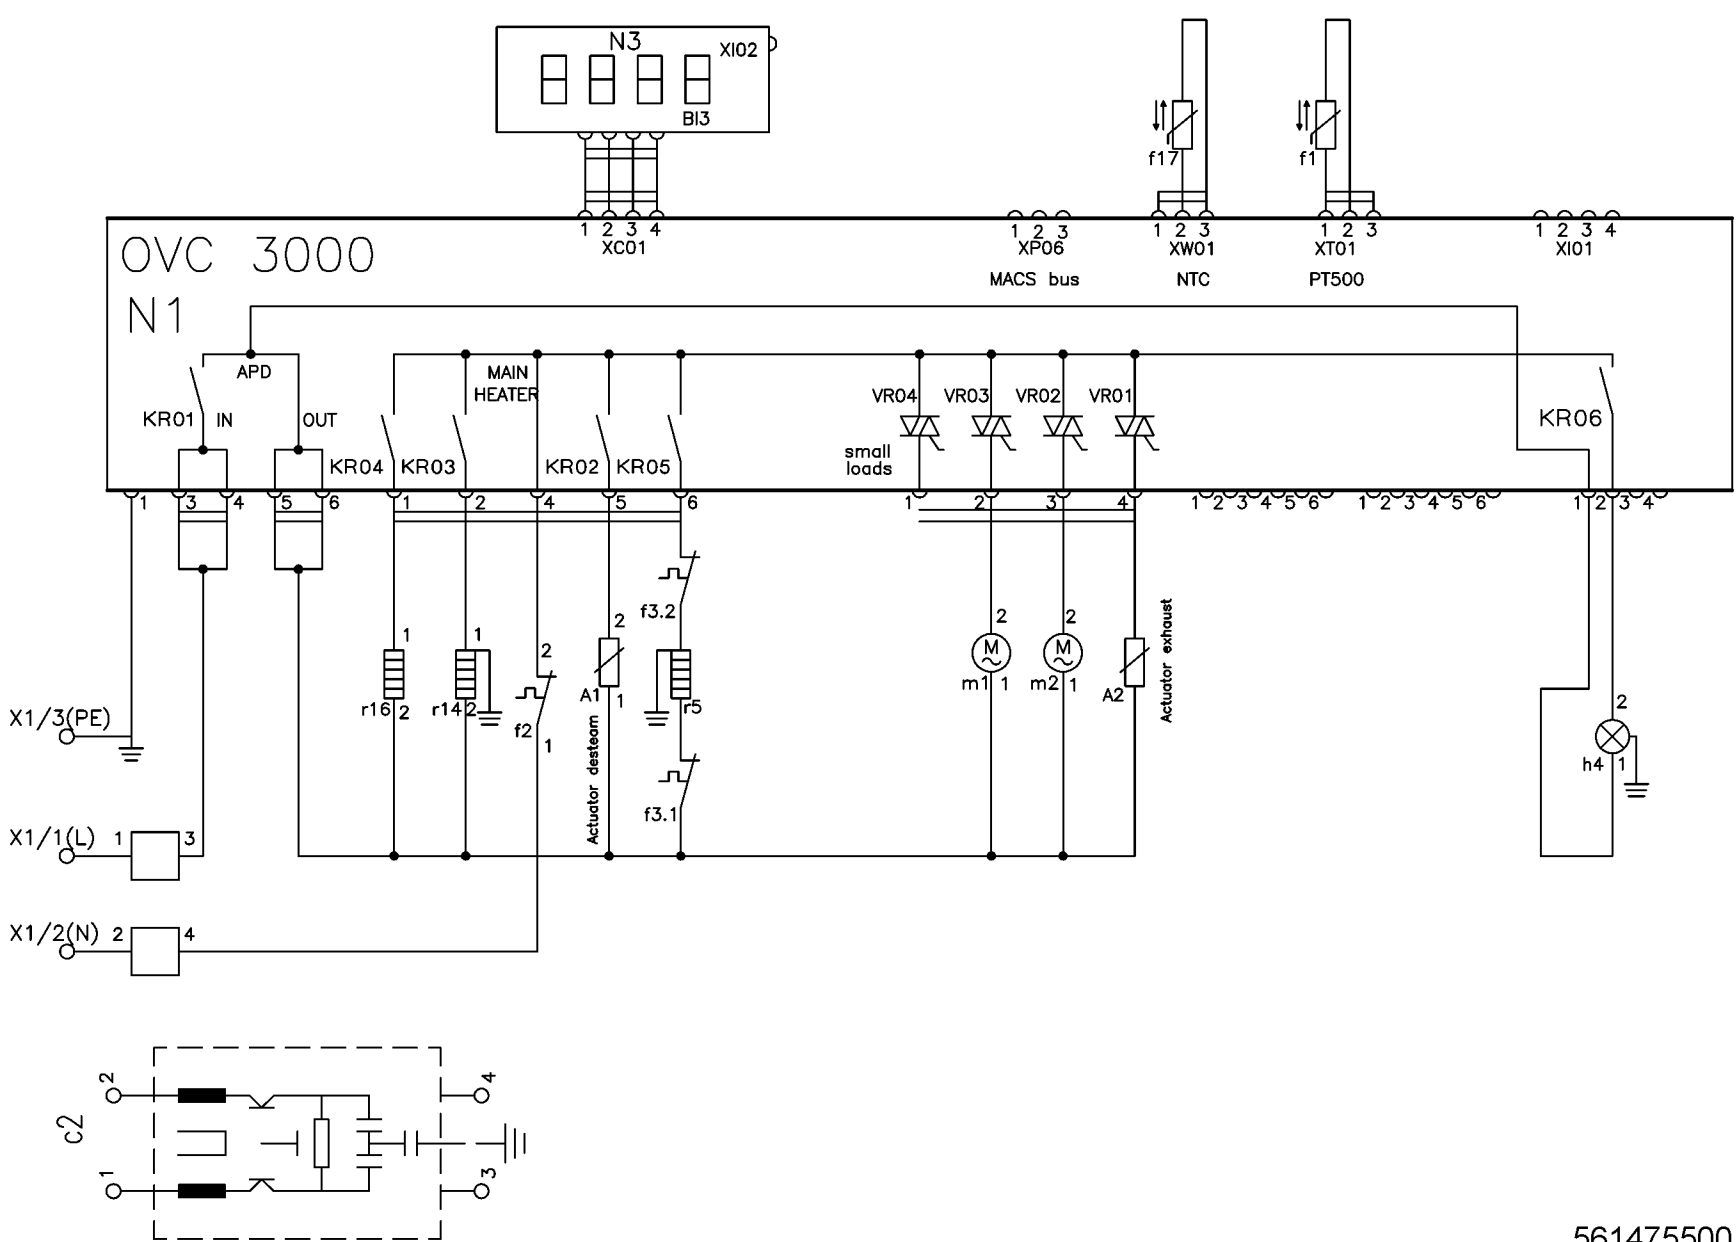 N3
XI02
BI3
f17
f1
1 2 3 4
XC01
1 2 3
XP06
MACS bus
1 2 3
XW01
NTC
1 2 3
XT01
PT500
1 2 3 4
XI01
OVC 3000
N1
APD
KR01 IN
OUT
MAIN
HEATER
KR04
KR03
KR02
KR05
VR04
VR03
VR02
VR01
small
loads
KR06
1 3 4 5 6
1 2 4 5 6
1 2 3 4
1 2 3 4 5 6
1 2 3 4 5 6
1 2 3 4
f3.2
1
r16 2
1
r14 2
2
f2
1
2
A1
1
Actuator desteam
r5
f3.1
2
M
m1 1
2
M
m2 1
A2
Actuator exhaust
2
h4 1
X1/3(PE)
X1/1(L) 1 3
X1/2(N) 2 4
c2
2 4
1 3
561475500